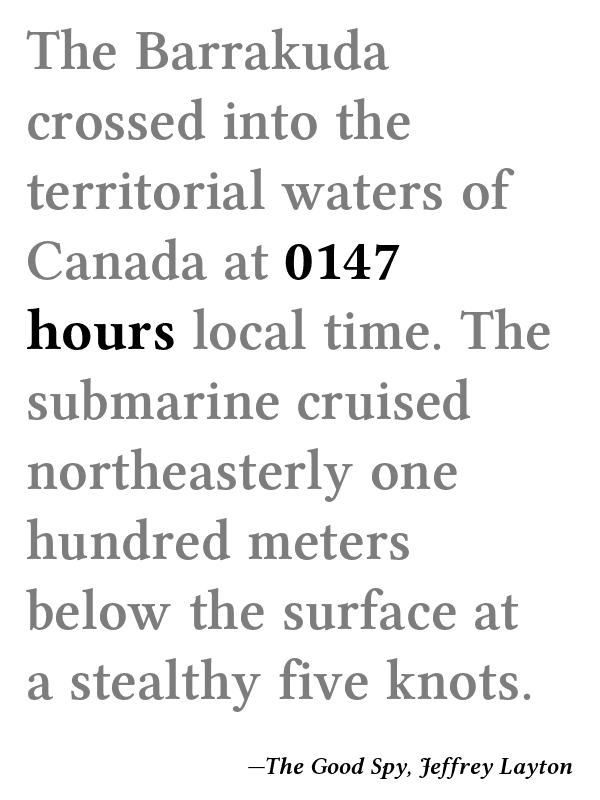 The Barrakuda
crossed into the
territorial waters of
Canada at 0147
hours local time. The
submarine cruised
northeasterly one
hundred meters
below the surface at
a stealthy five knots.
—The Good Spy, Jeffrey Layton